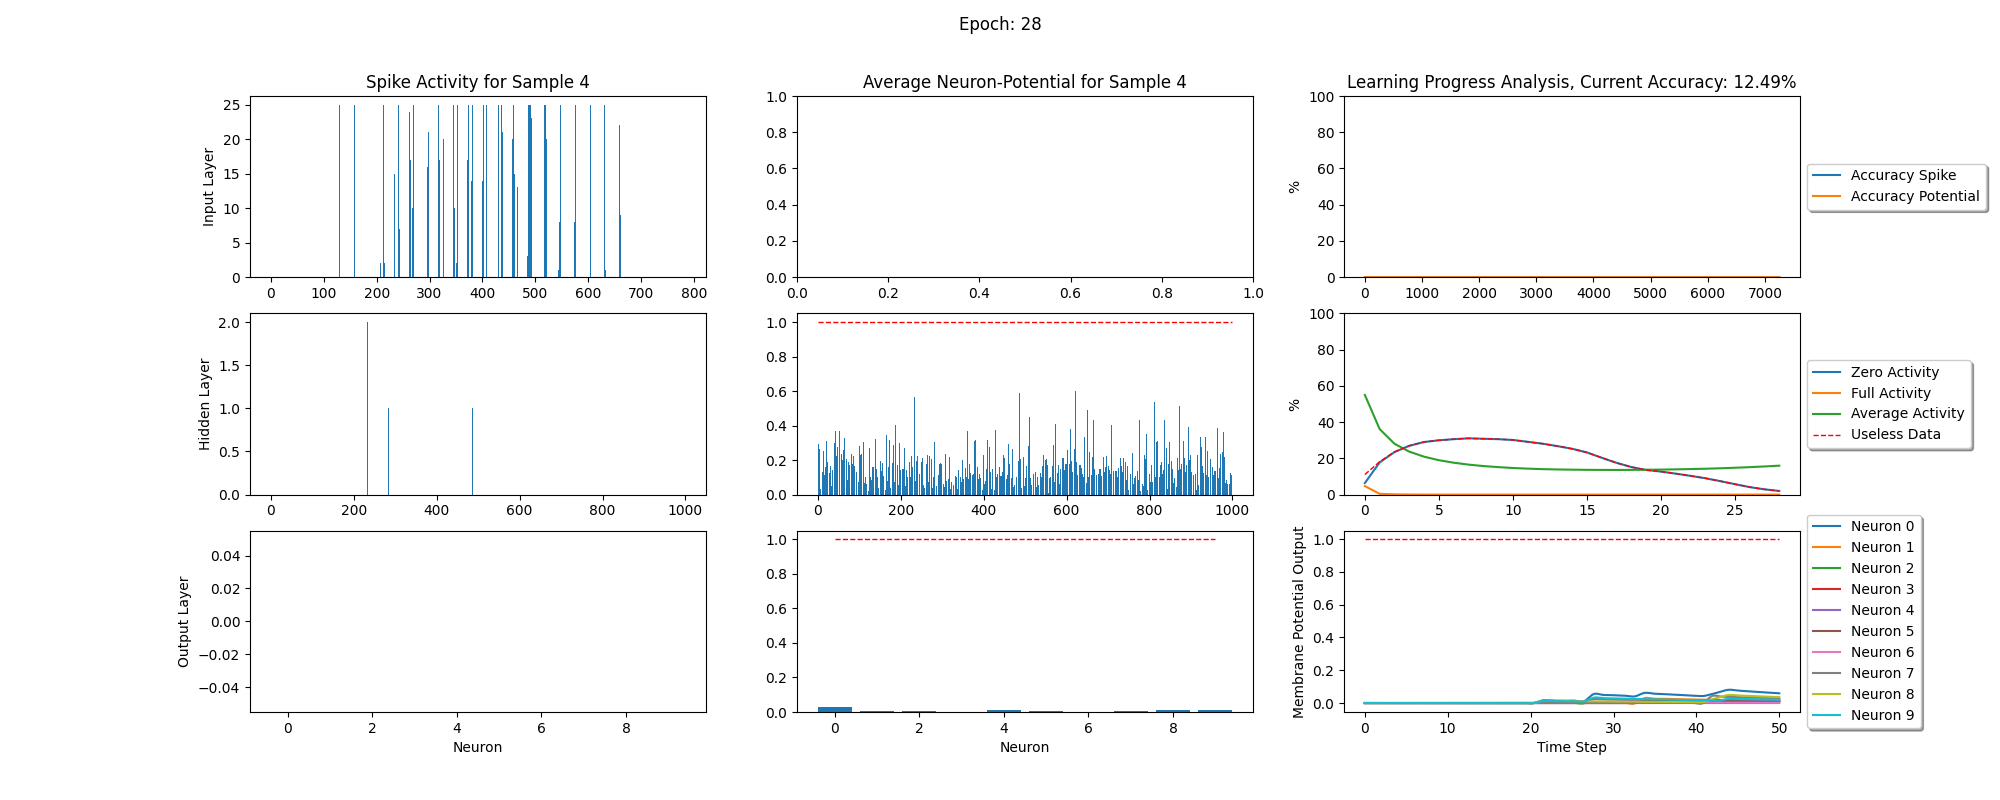 Epoch: 28
Spike Activity for Sample 4
Input Layer
25
20
15
10
5
0
0 100 200 300 400 500 600 700 800
Average Neuron-Potential for Sample 4
1.0
0.8
0.6
0.4
0.2
0.0
0.0 0.2 0.4 0.6 0.8 1.0
Learning Progress Analysis, Current Accuracy: 12.49%
%
100
80
60
40
20
0
0 1000 2000 3000 4000 5000 6000 7000
Accuracy Spike
Accuracy Potential
Hidden Layer
2.0
1.5
1.0
0.5
0.0
0 200 400 600 800 1000
1.0
0.8
0.6
0.4
0.2
0.0
0 200 400 600 800 1000
%
100
80
60
40
20
0
0 5 10 15 20 25
Zero Activity
Full Activity
Average Activity
Useless Data
Output Layer
0.04
0.02
0.00
−0.02
−0.04
0 2 4 6 8
Neuron
1.0
0.8
0.6
0.4
0.2
0.0
0 2 4 6 8
Neuron
Membrane Potential Output
1.0
0.8
0.6
0.4
0.2
0.0
0 10 20 30 40 50
Time Step
Neuron 0
Neuron 1
Neuron 2
Neuron 3
Neuron 4
Neuron 5
Neuron 6
Neuron 7
Neuron 8
Neuron 9